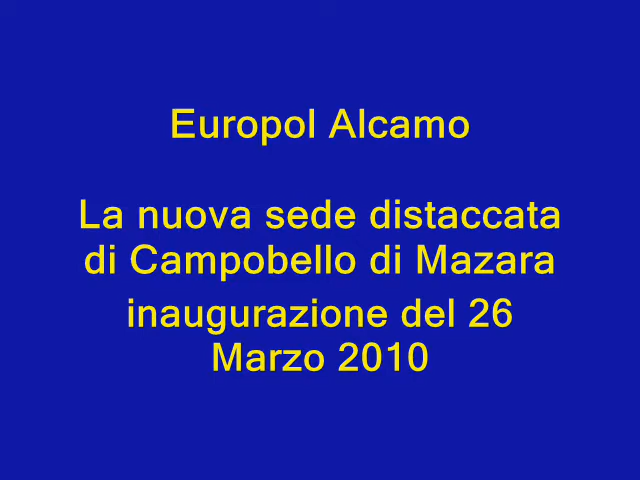 Europol Alcamo
La nuova sede distaccata
di Campobello di Mazara
inaugurazione del 26
Marzo 2010